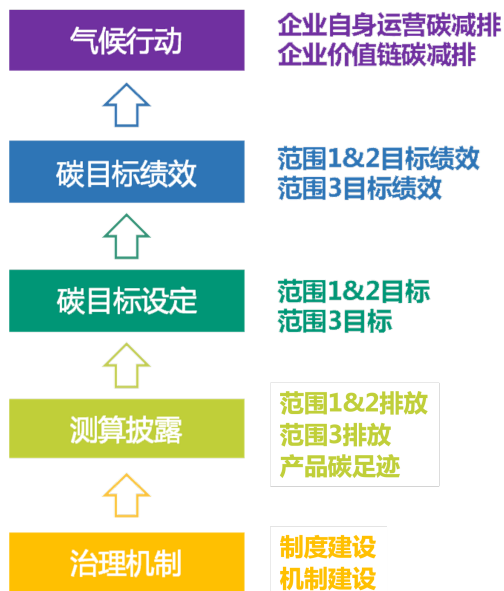 气候行动
企业自身运营碳减排
企业价值链碳减排
碳目标绩效
范围1&2目标绩效
范围3目标绩效
碳目标设定
范围1&2目标
范围3目标
测算披露
范围1&2排放
范围3排放
产品碳足迹
治理机制
制度建设
机制建设